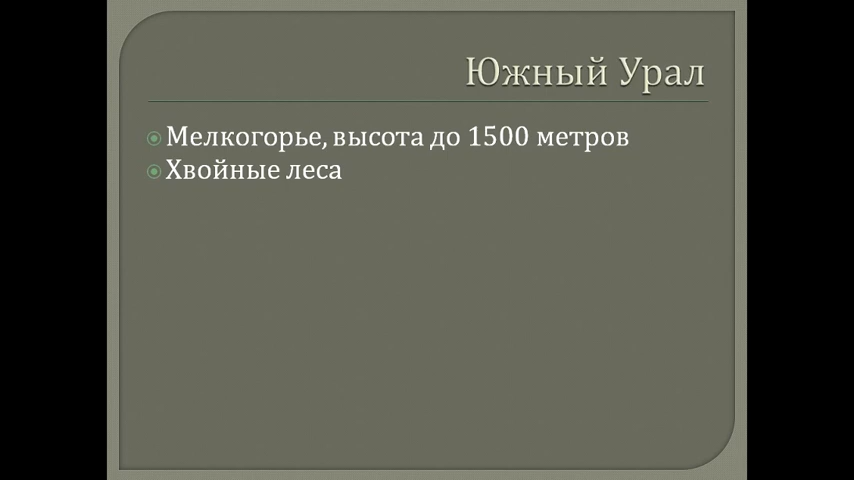 Южный Урал
Мелкогорье, высота до 1500 метров
Хвойные леса